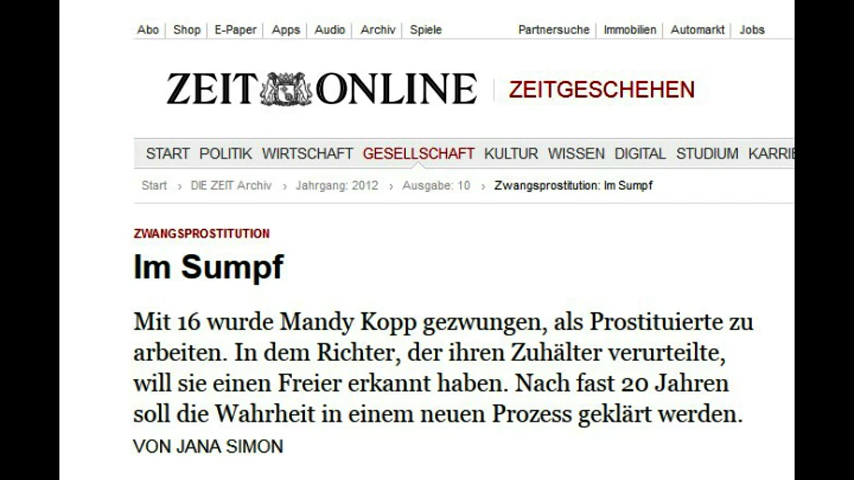 Abo Shop E-Paper Apps Audio Archiv Spiele Partnersuche Immobilien Automarkt Jobs
ZEIT ONLINE ZEITGESCHEHEN
START POLITIK WIRTSCHAFT GESELLSCHAFT KULTUR WISSEN DIGITAL STUDIUM KARRIE
Start › DIE ZEIT Archiv › Jahrgang: 2012 › Ausgabe: 10 › Zwangsprostitution: Im Sumpf
ZWANGSPROSTITUTION
Im Sumpf
Mit 16 wurde Mandy Kopp gezwungen, als Prostituierte zu
arbeiten. In dem Richter, der ihren Zuhälter verurteilte,
will sie einen Freier erkannt haben. Nach fast 20 Jahren
soll die Wahrheit in einem neuen Prozess geklärt werden.
VON JANA SIMON